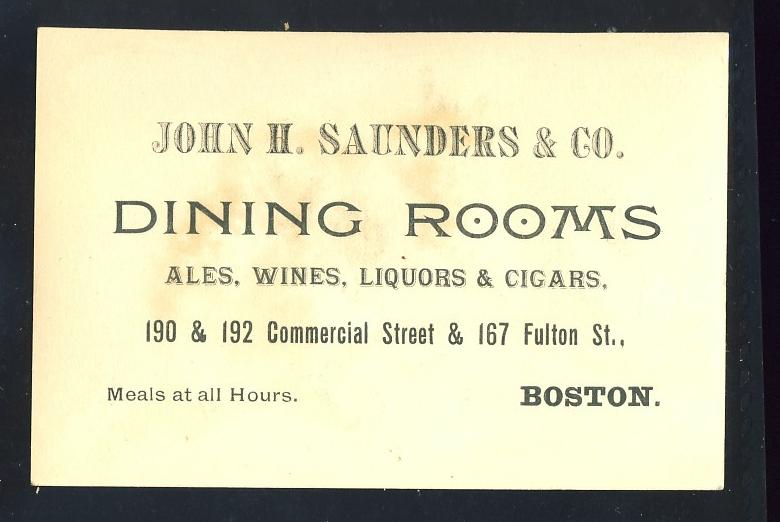 JOHN H. SAUNDERS & CO.
DINING ROOMS
ALES, WINES, LIQUORS & CIGARS,
190 & 192 Commercial Street & 167 Fulton St.,
Meals at all Hours.
BOSTON.